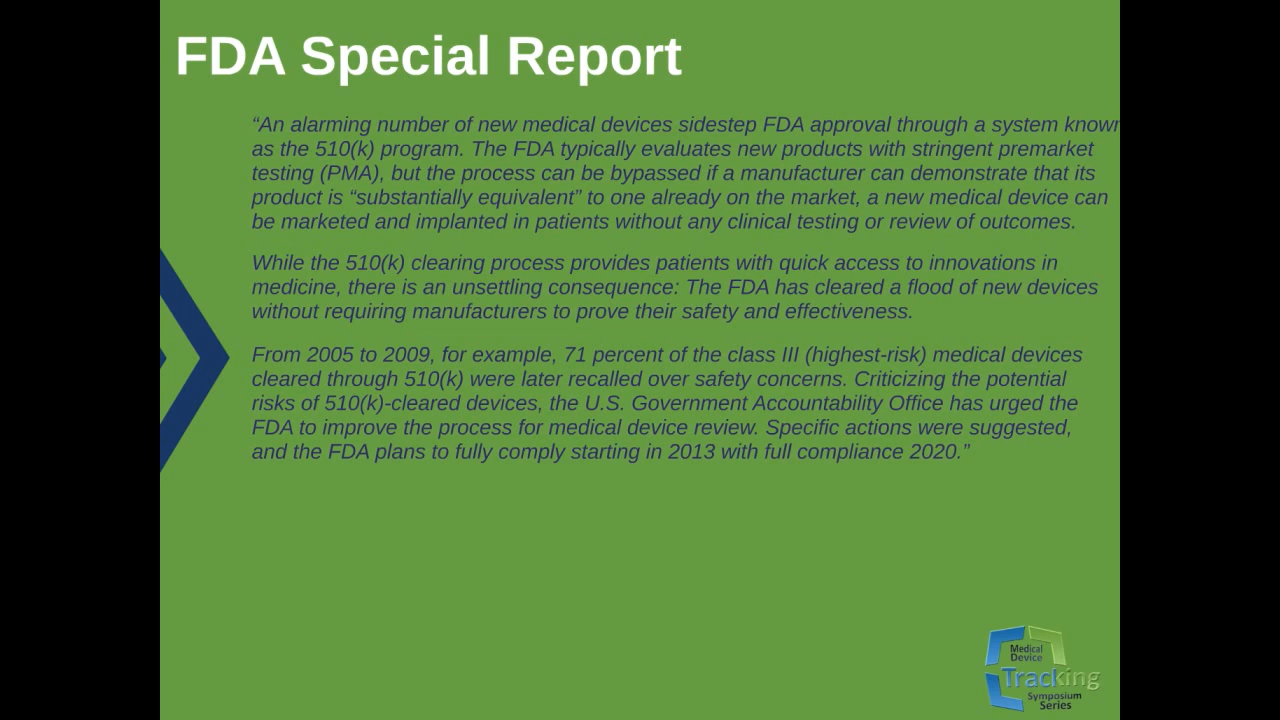 FDA Special Report
“An alarming number of new medical devices sidestep FDA approval through a system known
as the 510(k) program. The FDA typically evaluates new products with stringent premarket
testing (PMA), but the process can be bypassed if a manufacturer can demonstrate that its
product is “substantially equivalent” to one already on the market, a new medical device can
be marketed and implanted in patients without any clinical testing or review of outcomes.
While the 510(k) clearing process provides patients with quick access to innovations in
medicine, there is an unsettling consequence: The FDA has cleared a flood of new devices
without requiring manufacturers to prove their safety and effectiveness.
From 2005 to 2009, for example, 71 percent of the class III (highest-risk) medical devices
cleared through 510(k) were later recalled over safety concerns. Criticizing the potential
risks of 510(k)-cleared devices, the U.S. Government Accountability Office has urged the
FDA to improve the process for medical device review. Specific actions were suggested,
and the FDA plans to fully comply starting in 2013 with full compliance 2020.”
Medical
Device
Tracking
Symposium
Series